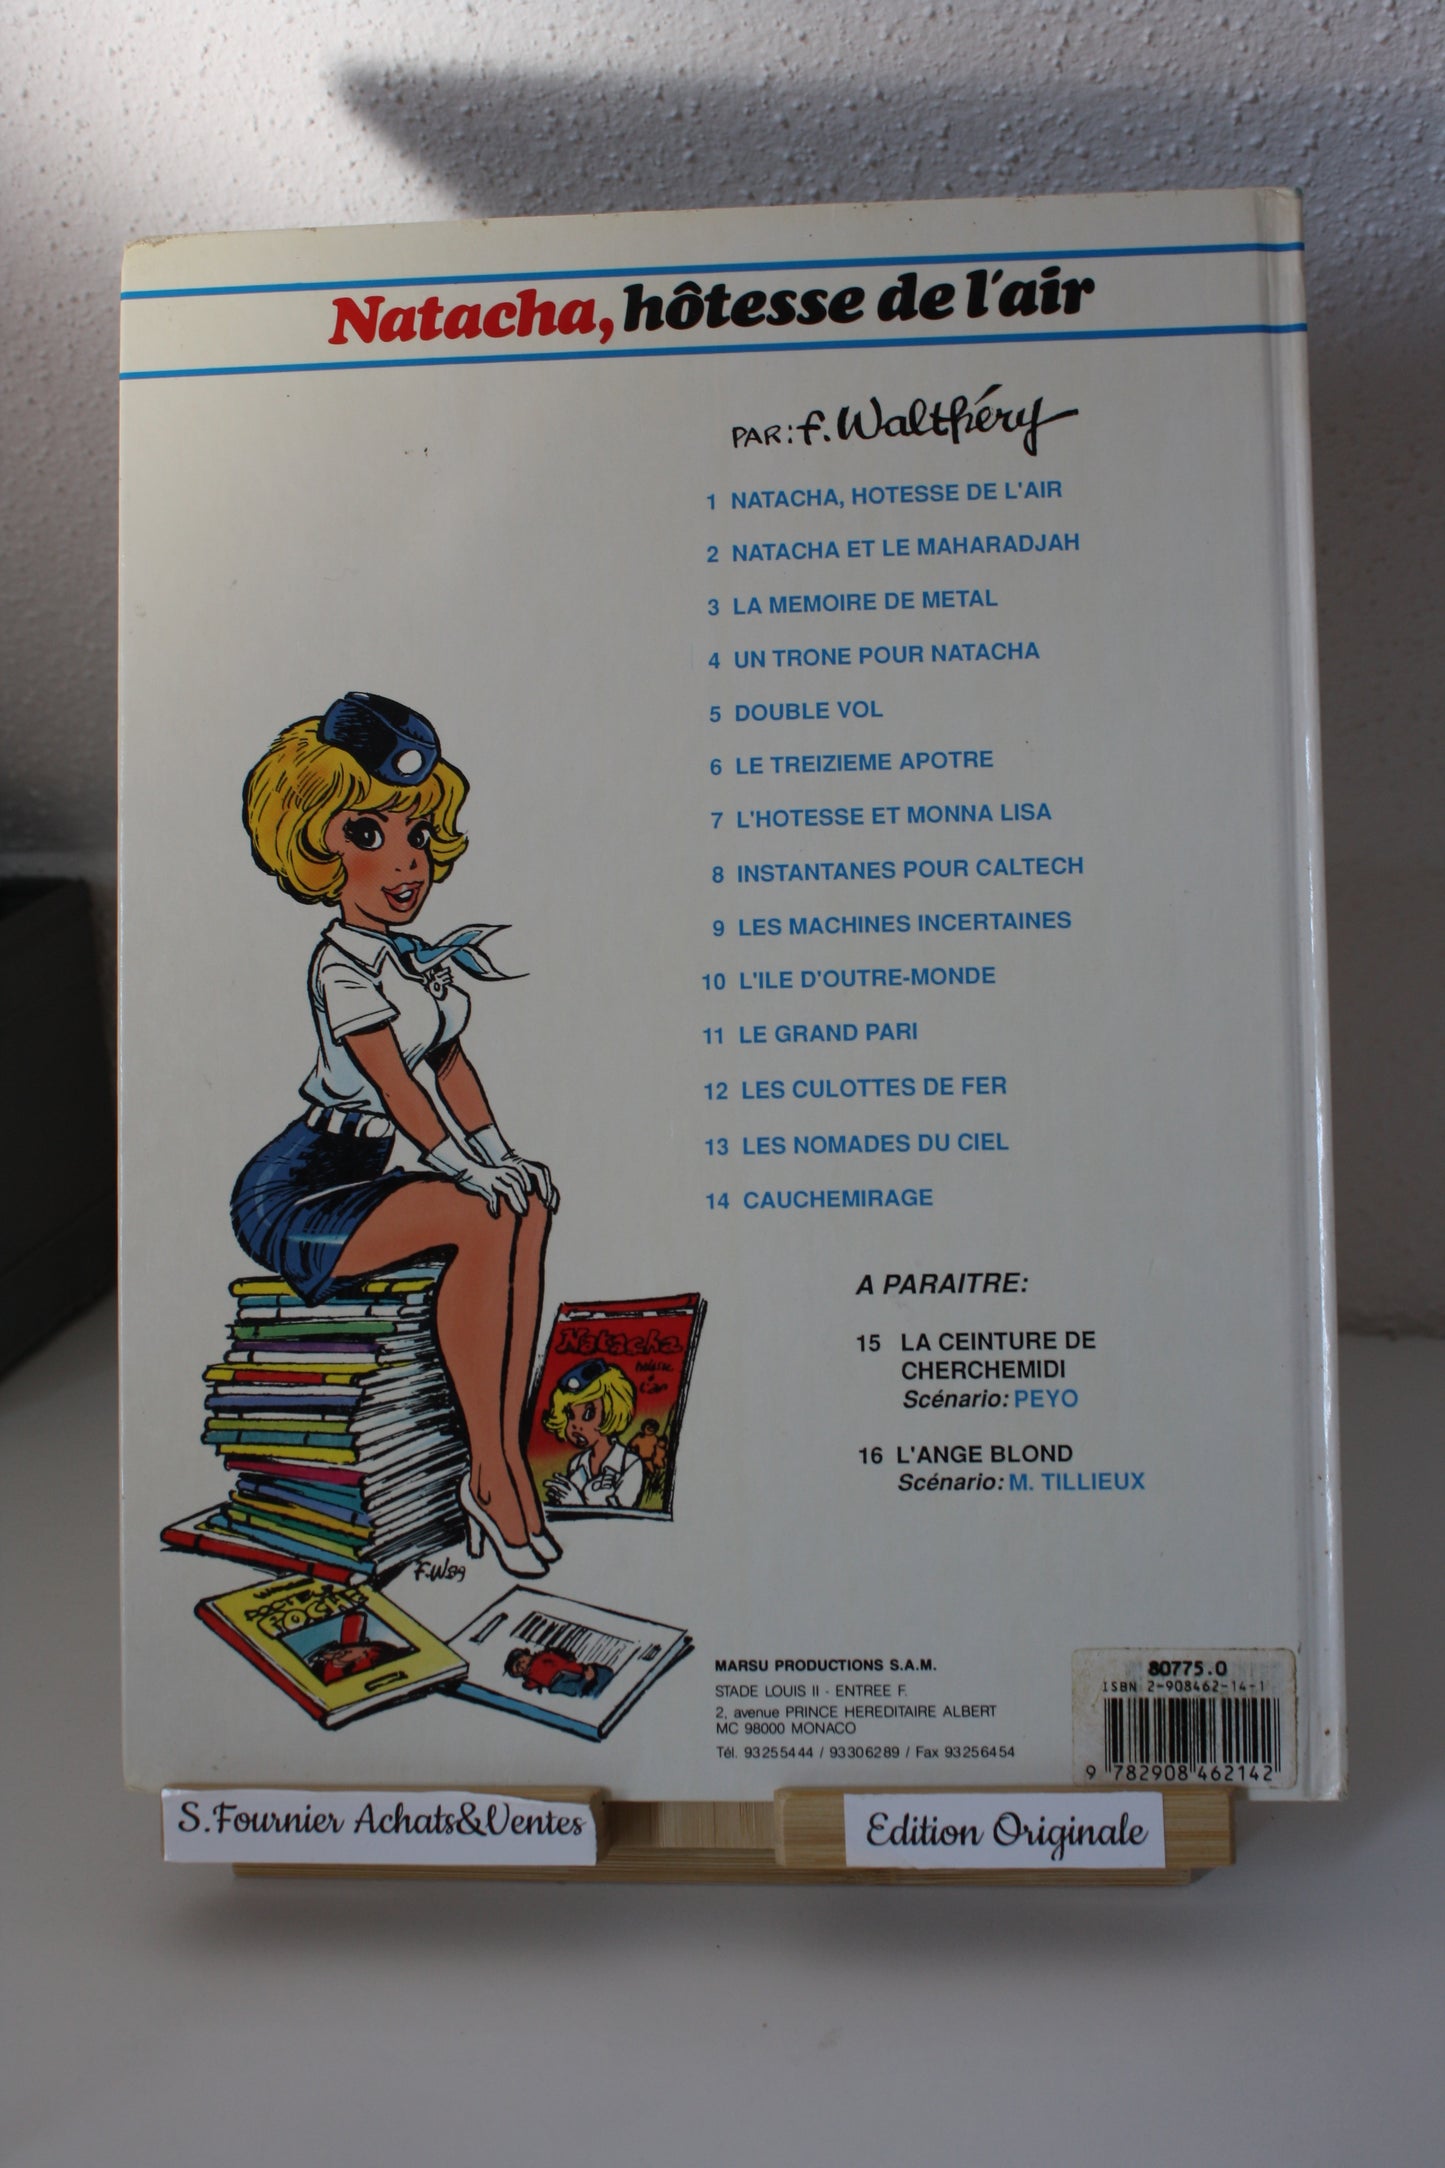 Natacha, hôtesse de l'air
PAR: F. Walthéry
1 NATACHA, HOTESSE DE L'AIR
2 NATACHA ET LE MAHARADJAH
3 LA MEMOIRE DE METAL
4 UN TRONE POUR NATACHA
5 DOUBLE VOL
6 LE TREIZIEME APOTRE
7 L'HOTESSE ET MONNA LISA
8 INSTANTANES POUR CALTECH
9 LES MACHINES INCERTAINES
10 L'ILE D'OUTRE-MONDE
11 LE GRAND PARI
12 LES CULOTTES DE FER
13 LES NOMADES DU CIEL
14 CAUCHEMIRAGE
A PARAITRE:
15 LA CEINTURE DE
CHERCHEMIDI
Scénario: PEYO
16 L'ANGE BLOND
Scénario: M. TILLIEUX
Natacha
MARSU PRODUCTIONS S.A.M.
STADE LOUIS II - ENTREE F.
2, avenue PRINCE HEREDITAIRE ALBERT
MC 98000 MONACO
Tél. 93255444 / 93306289 / Fax 93256454
80775.0
ISBN 2-908462-14-1
9 782908 462142
S.Fournier Achats&Ventes
Edition Originale